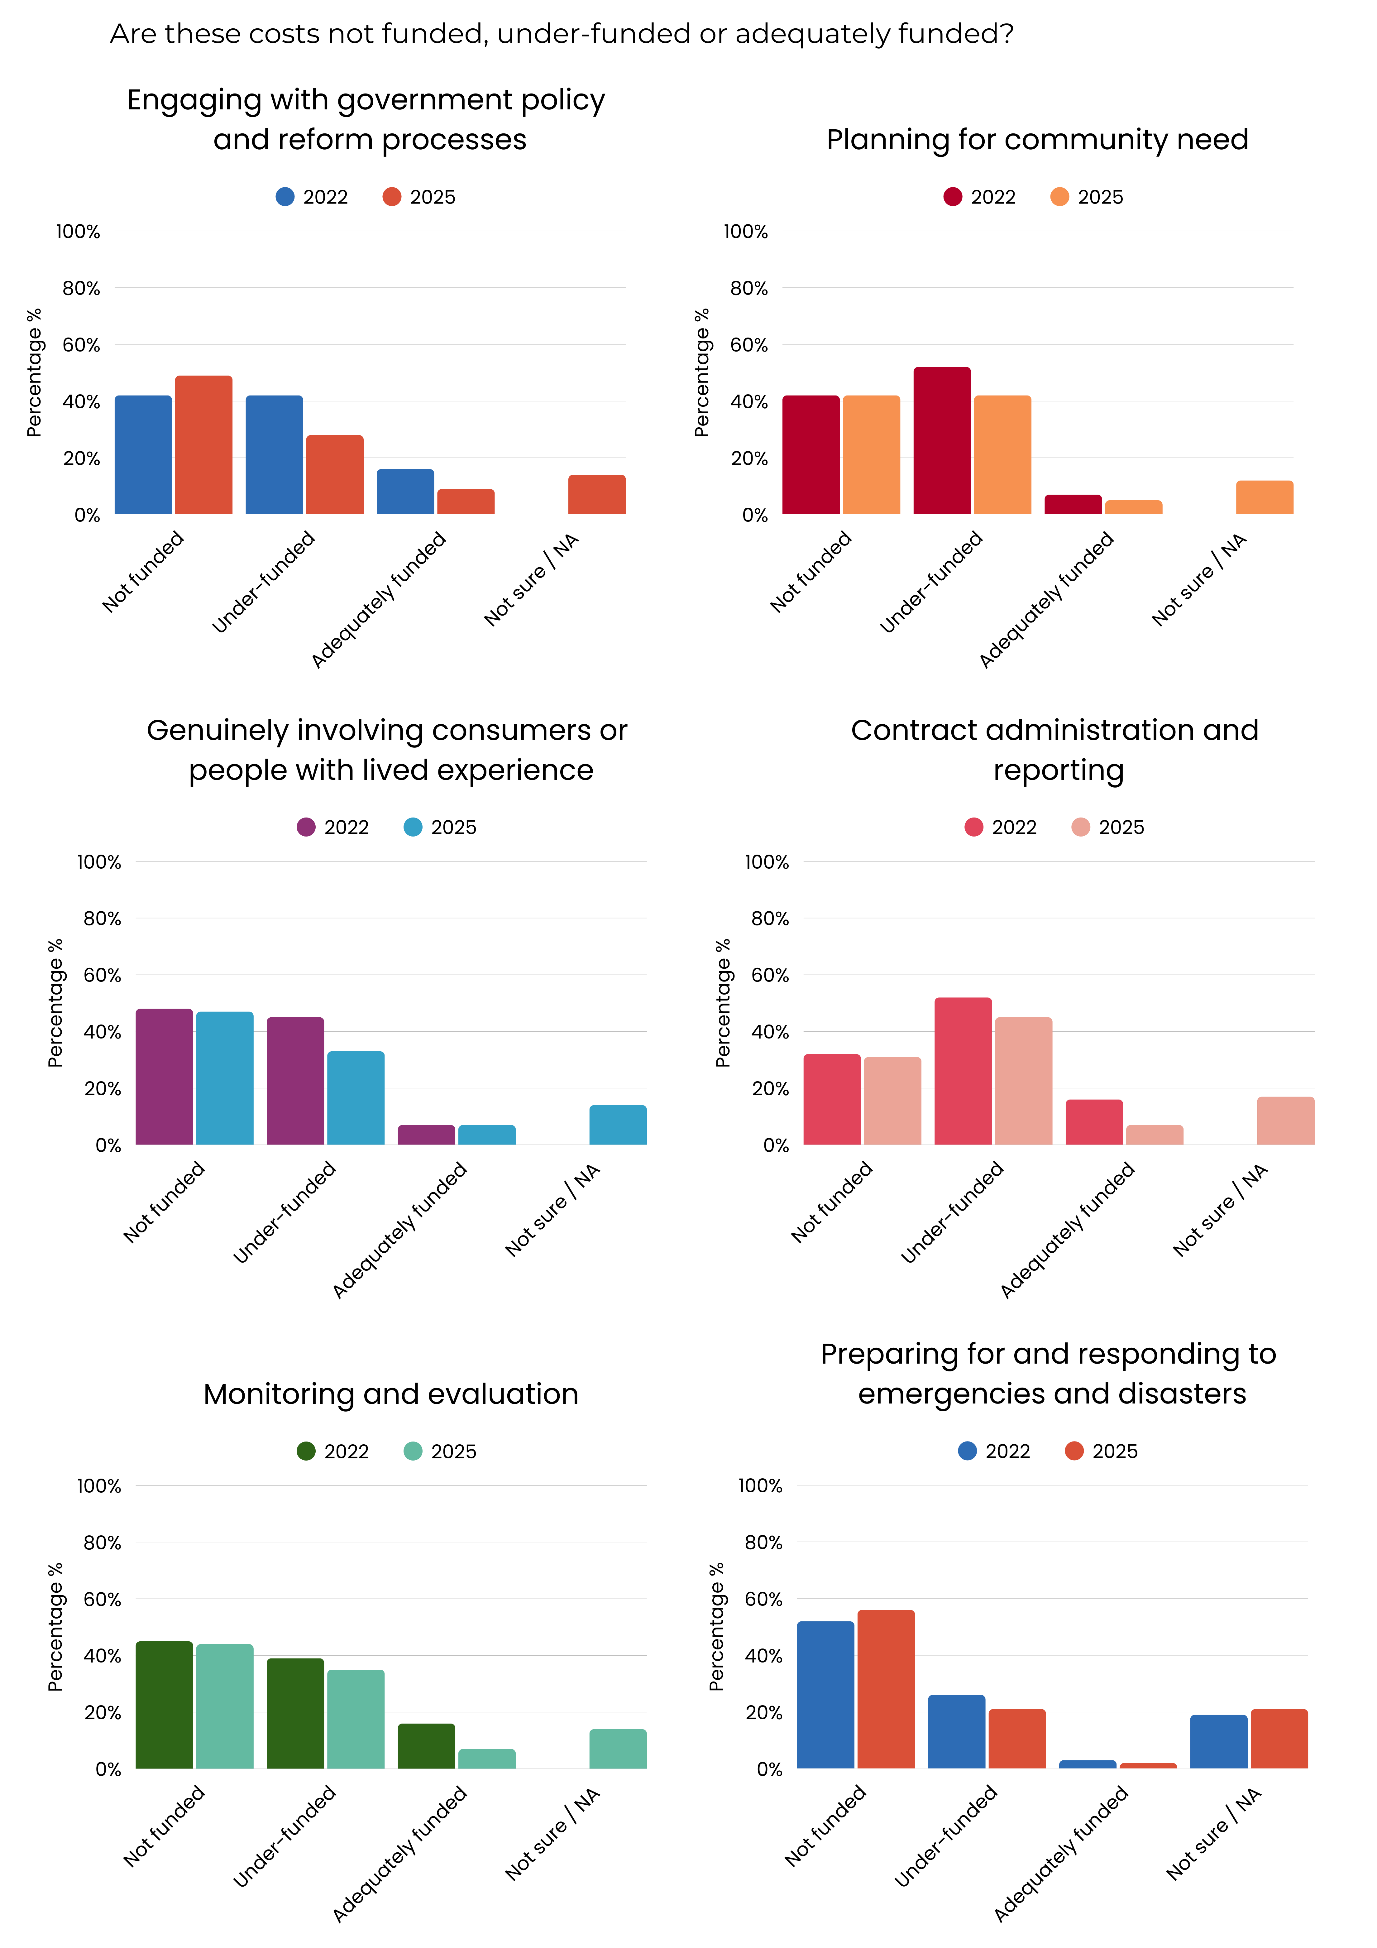 Are these costs not funded, under-funded or adequately funded?
Engaging with government policy
and reform processes
2022
2025
Percentage %
100%
80%
60%
40%
20%
0%
Not funded
Under-funded
Adequately funded
Not sure / NA
Planning for community need
2022
2025
Percentage %
100%
80%
60%
40%
20%
0%
Not funded
Under-funded
Adequately funded
Not sure / NA
Genuinely involving consumers or
people with lived experience
2022
2025
Percentage %
100%
80%
60%
40%
20%
0%
Not funded
Under-funded
Adequately funded
Not sure / NA
Contract administration and
reporting
2022
2025
Percentage %
100%
80%
60%
40%
20%
0%
Not funded
Under-funded
Adequately funded
Not sure / NA
Monitoring and evaluation
2022
2025
Percentage %
100%
80%
60%
40%
20%
0%
Not funded
Under-funded
Adequately funded
Not sure / NA
Preparing for and responding to
emergencies and disasters
2022
2025
Percentage %
100%
80%
60%
40%
20%
0%
Not funded
Under-funded
Adequately funded
Not sure / NA